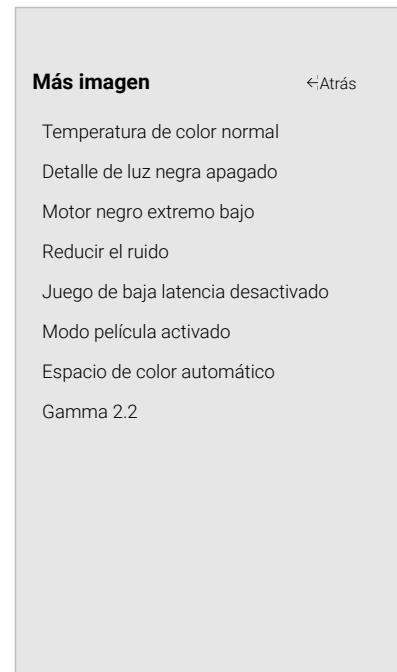 Más imagen ←Atrás
Temperatura de color normal
Detalle de luz negra apagado
Motor negro extremo bajo
Reducir el ruido
Juego de baja latencia desactivado
Modo película activado
Espacio de color automático
Gamma 2.2